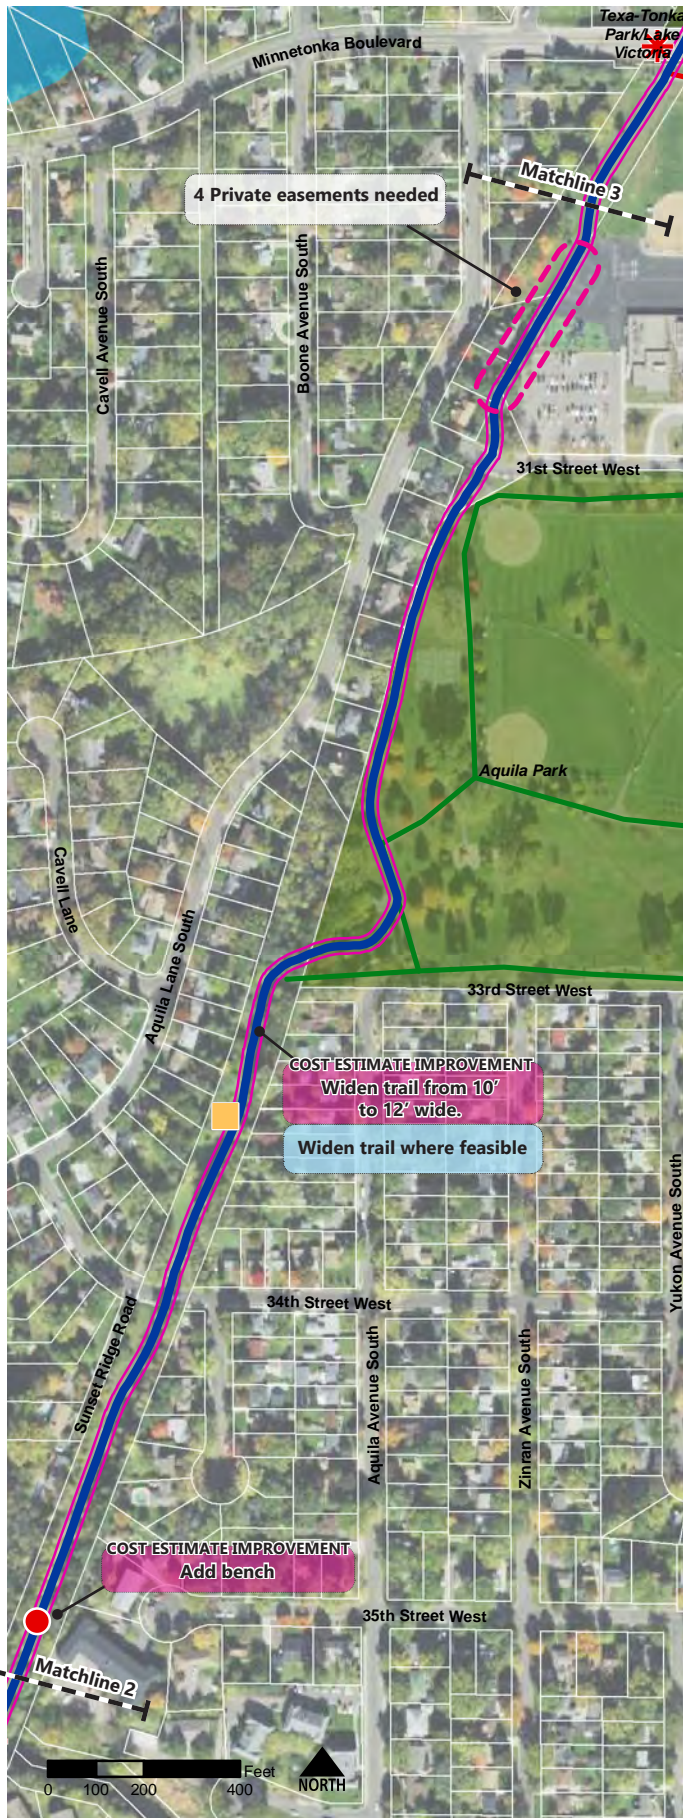 Texa-Tonka
Park/Lake
Victoria
Minnetonka Boulevard
Matchline 3
4 Private easements needed
Cavell Avenue South
Boone Avenue South
31st Street West
Aquila Park
Cavell Lane
Aquila Lane South
33rd Street West
COST ESTIMATE IMPROVEMENT
Widen trail from 10’
to 12’ wide.
Widen trail where feasible
Yukon Avenue South
34th Street West
Sunset Ridge Road
Aquila Avenue South
Zinran Avenue South
COST ESTIMATE IMPROVEMENT
Add bench
35th Street West
Matchline 2
Feet
0 100 200 400
NORTH